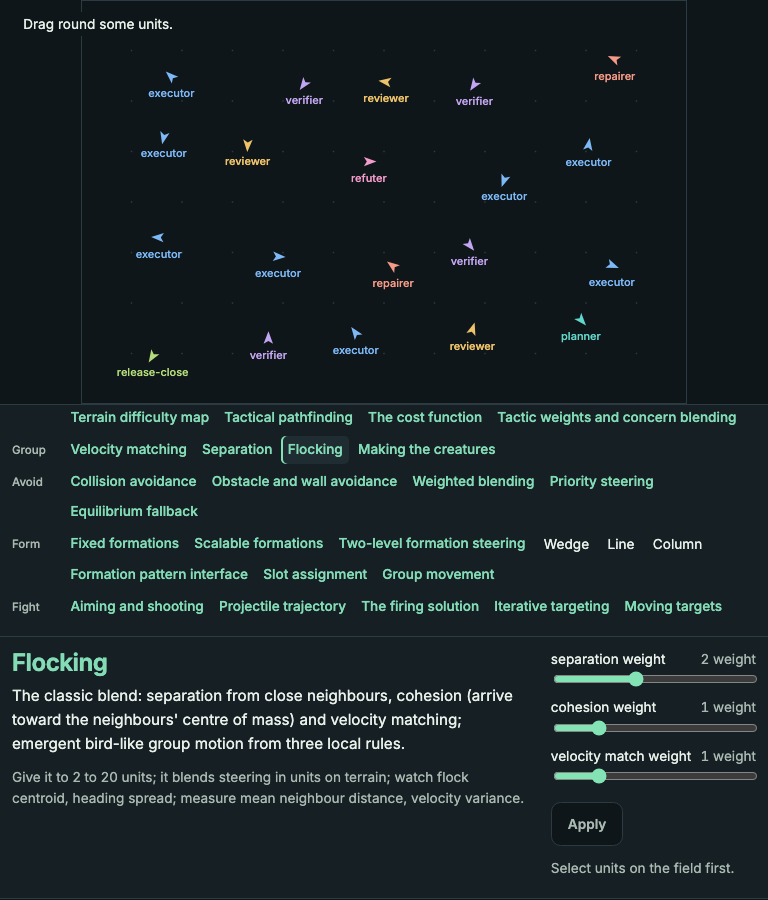 Drag round some units.
repairer
executor
verifier
reviewer
verifier
executor
reviewer
refuter
executor
executor
executor
executor
repairer
verifier
executor
release-close
verifier
executor
reviewer
planner
Terrain difficulty map Tactical pathfinding The cost function Tactic weights and concern blending
Group Velocity matching Separation Flocking Making the creatures
Avoid Collision avoidance Obstacle and wall avoidance Weighted blending Priority steering
Equilibrium fallback
Form Fixed formations Scalable formations Two-level formation steering Wedge Line Column
Formation pattern interface Slot assignment Group movement
Fight Aiming and shooting Projectile trajectory The firing solution Iterative targeting Moving targets
Flocking
The classic blend: separation from close neighbours, cohesion (arrive
toward the neighbours' centre of mass) and velocity matching;
emergent bird-like group motion from three local rules.
Give it to 2 to 20 units; it blends steering in units on terrain; watch flock
centroid, heading spread; measure mean neighbour distance, velocity variance.
separation weight 2 weight
cohesion weight 1 weight
velocity match weight 1 weight
Apply
Select units on the field first.